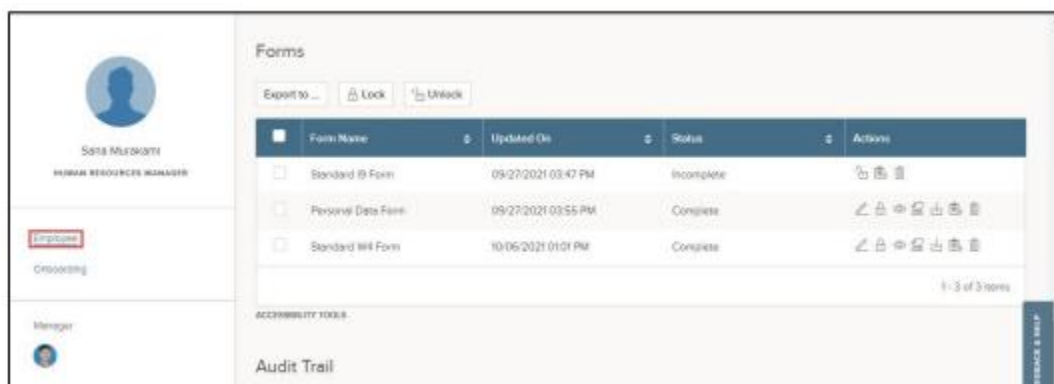 Forms
Export to ... Lock Unlock
Form Name Updated On Status Actions
Sana Murakami
HUMAN RESOURCES MANAGER
Standard I9 Form 09/27/2021 03:47 PM Incomplete
Personal Data Form 09/27/2021 03:55 PM Complete
Standard W4 Form 10/06/2021 01:01 PM Complete
Employee
Onboarding
1 - 3 of 3 items
ACCESSIBILITY TOOLS
Manager
Audit Trail
FEEDBACK & HELP